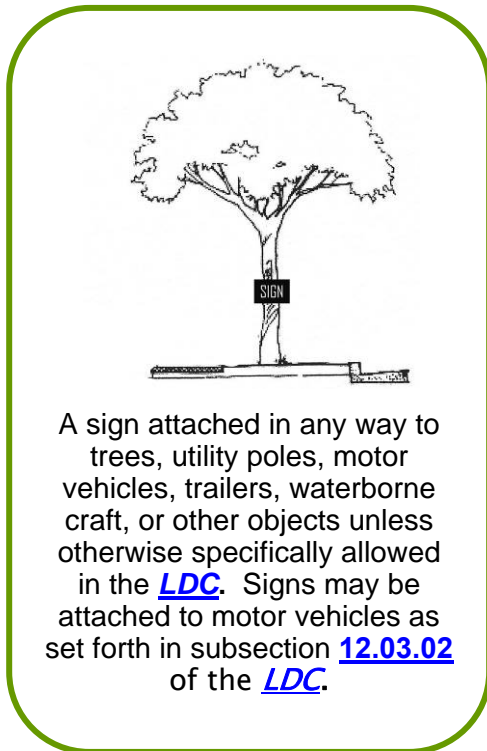 SIGN
A sign attached in any way to
trees, utility poles, motor
vehicles, trailers, waterborne
craft, or other objects unless
otherwise specifically allowed
in the LDC. Signs may be
attached to motor vehicles as
set forth in subsection 12.03.02
of the LDC.